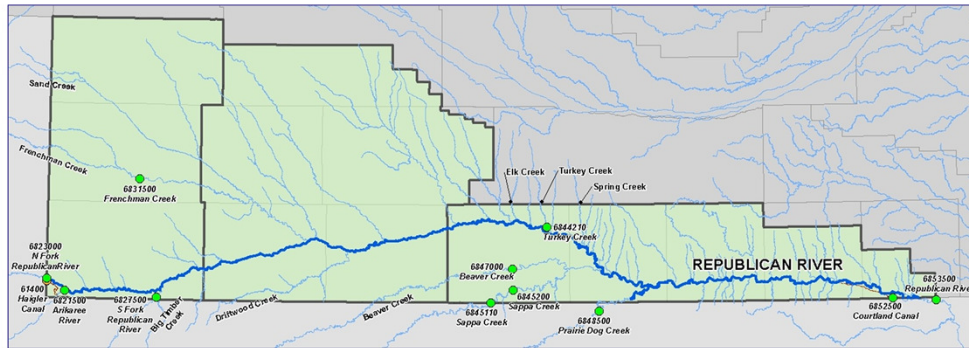 Sand Creek
Frenchman Creek
6831500
Frenchman Creek
Elk Creek
Turkey Creek
Spring Creek
6844210
Turkey Creek
6823000
N Fork
Republican River
61400
Haigler
Canal
6821500
Arikaree
River
6827500
S Fork
Republican
River
Big Timber
Creek
Driftwood Creek
Beaver Creek
6847000
Beaver Creek
6845200
Sappa Creek
6845110
Sappa Creek
6848500
Prairie Dog Creek
REPUBLICAN RIVER
6853500
Republican River
6852500
Courtland Canal